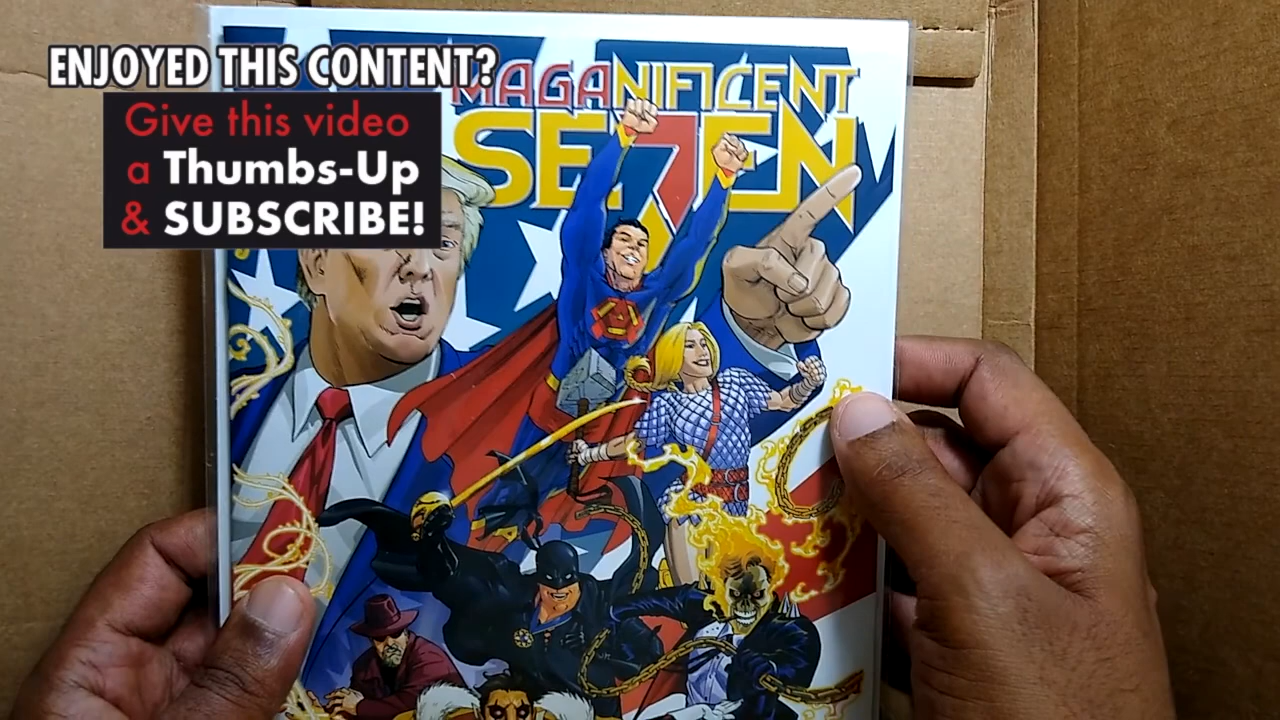 ENJOYED THIS CONTENT?
Give this video
a Thumbs-Up
& SUBSCRIBE!
MAGANIFICENT
SE7EN